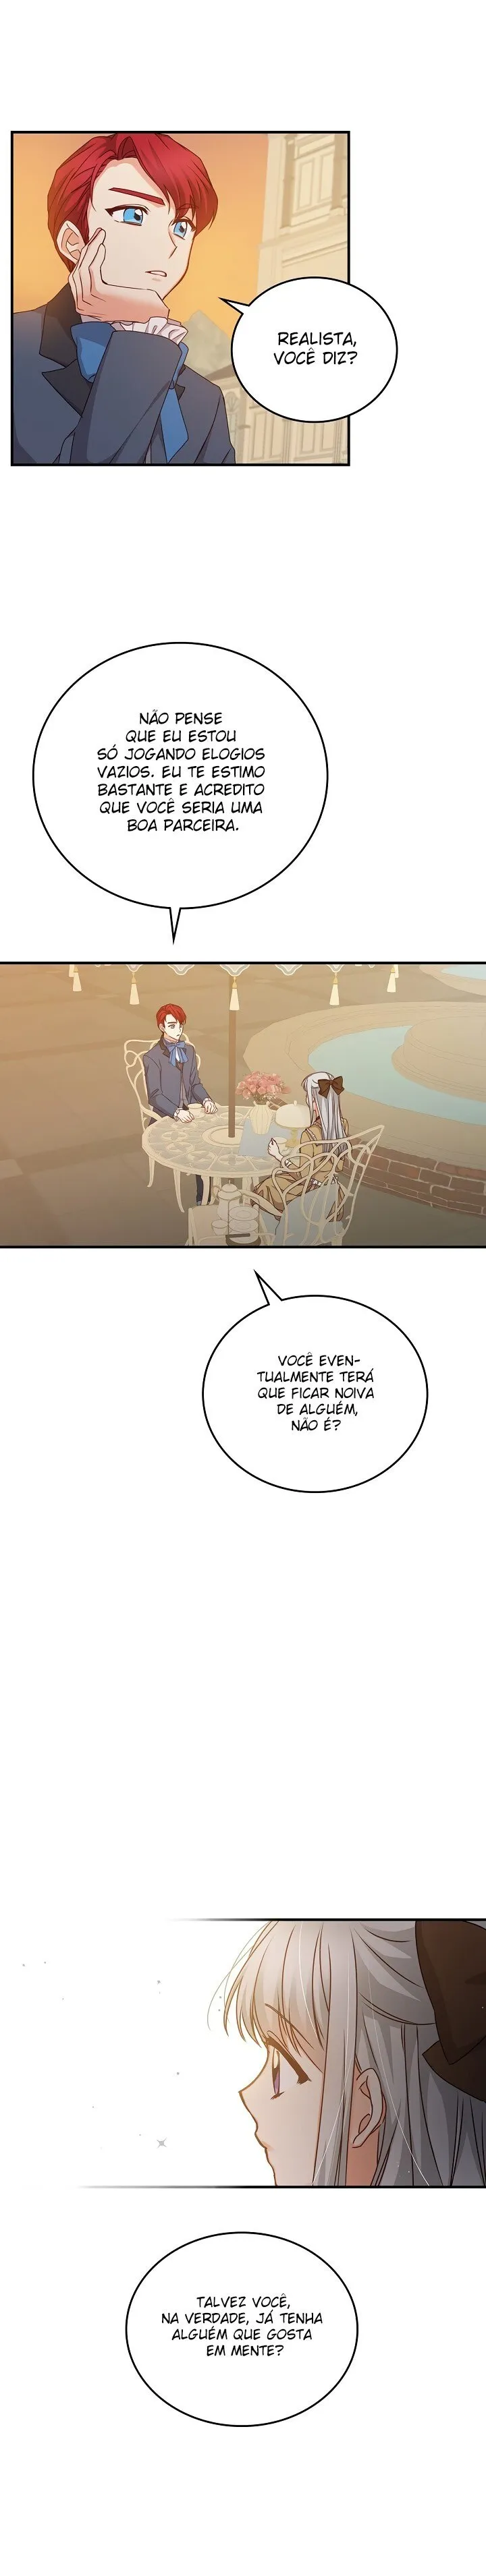 REALISTA,
VOCÊ DIZ?
NÃO PENSE
QUE EU ESTOU
SÓ JOGANDO ELOGIOS
VAZIOS. EU TE ESTIMO
BASTANTE E ACREDITO
QUE VOCÊ SERIA UMA
BOA PARCEIRA.
VOCÊ EVEN-
TUALMENTE TERÁ
QUE FICAR NOIVA
DE ALGUÉM,
NÃO É?
TALVEZ VOCÊ,
NA VERDADE, JÁ TENHA
ALGUÉM QUE GOSTA
EM MENTE?